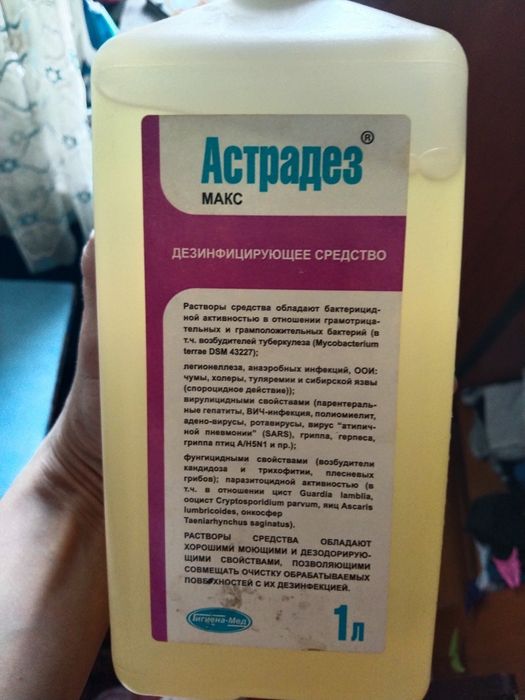 Астрадез®
МАКС
ДЕЗИНФИЦИРУЮЩЕЕ СРЕДСТВО
Растворы средства обладают бактерицид-
ной активностью в отношении грамотрица-
тельных и грамположительных бактерий (в
т.ч. возбудителей туберкулеза (Mycobacterium
terrae DSM 43227);
легионеллеза, анаэробных инфекций, ООИ:
чумы, холеры, туляремии и сибирской язвы
(спороцидное действие));
вирулицидными свойствами (парентераль-
ные гепатиты, ВИЧ-инфекция, полиомиелит,
адено-вирусы, ротавирусы, вирус "атипич-
ной пневмонии" (SARS), гриппа, герпеса,
гриппа птиц A/H5N1 и пр.);
фунгицидными свойствами (возбудители
кандидоза и трихофитии, плесневых
грибов); паразитоцидной активностью (в
т.ч. в отношении цист Guardia lamblia,
ооцист Cryptosporidium parvum, яиц Ascaris
lumbricoides, онкосфер
Taeniarhynchus saginatus).
РАСТВОРЫ СРЕДСТВА ОБЛАДАЮТ
ХОРОШИМИ МОЮЩИМИ И ДЕЗОДОРИРУЮ-
ЩИМИ СВОЙСТВАМИ, ПОЗВОЛЯЮЩИМИ
СОВМЕЩАТЬ ОЧИСТКУ ОБРАБАТЫВАЕМЫХ
ПОВЕРХНОСТЕЙ С ИХ ДЕЗИНФЕКЦИЕЙ.
Гигиена-Мед
1л